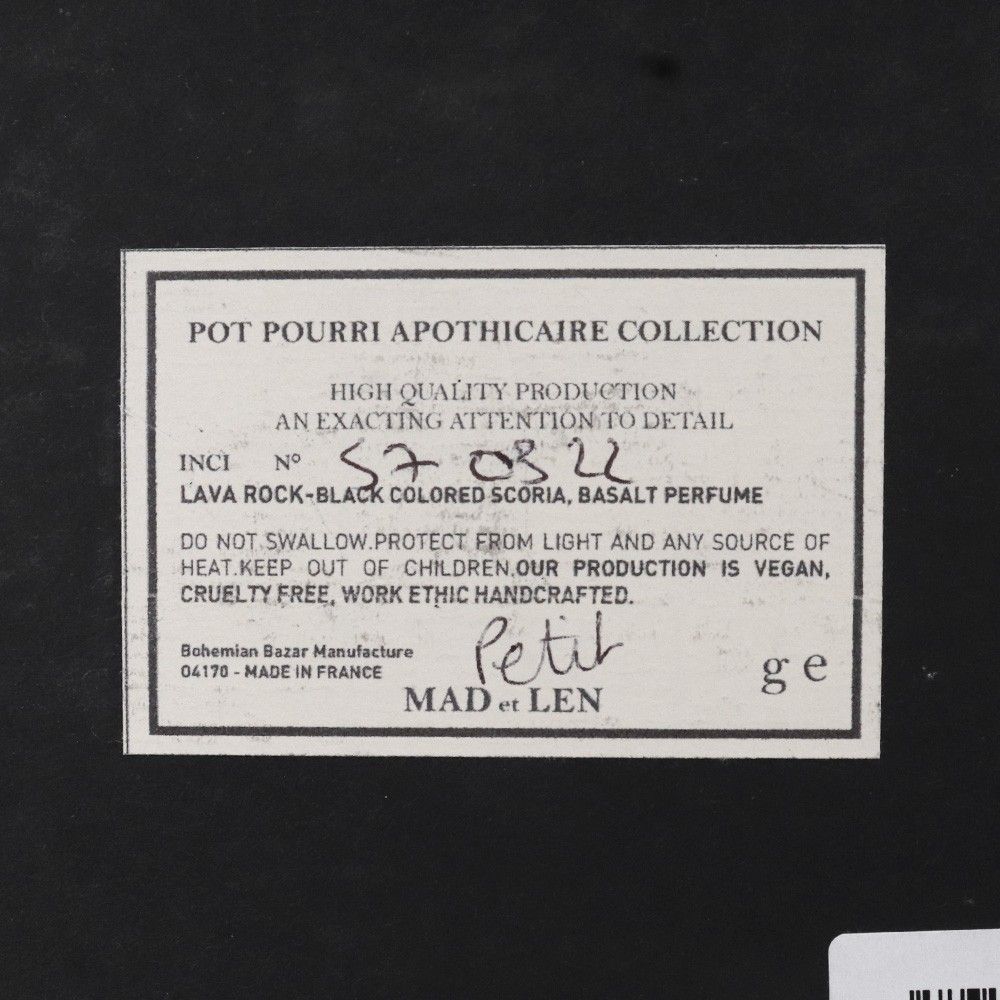 POT POURRI APOTHICAIRE COLLECTION
HIGH QUALITY PRODUCTION
AN EXACTING ATTENTION TO DETAIL
INCI N° S7 0322
LAVA ROCK-BLACK COLORED SCORIA, BASALT PERFUME
DO NOT SWALLOW.PROTECT FROM LIGHT AND ANY SOURCE OF
HEAT.KEEP OUT OF CHILDREN.OUR PRODUCTION IS VEGAN,
CRUELTY FREE, WORK ETHIC HANDCRAFTED.
Bohemian Bazar Manufacture
04170 - MADE IN FRANCE
Petit
MAD et LEN
g e